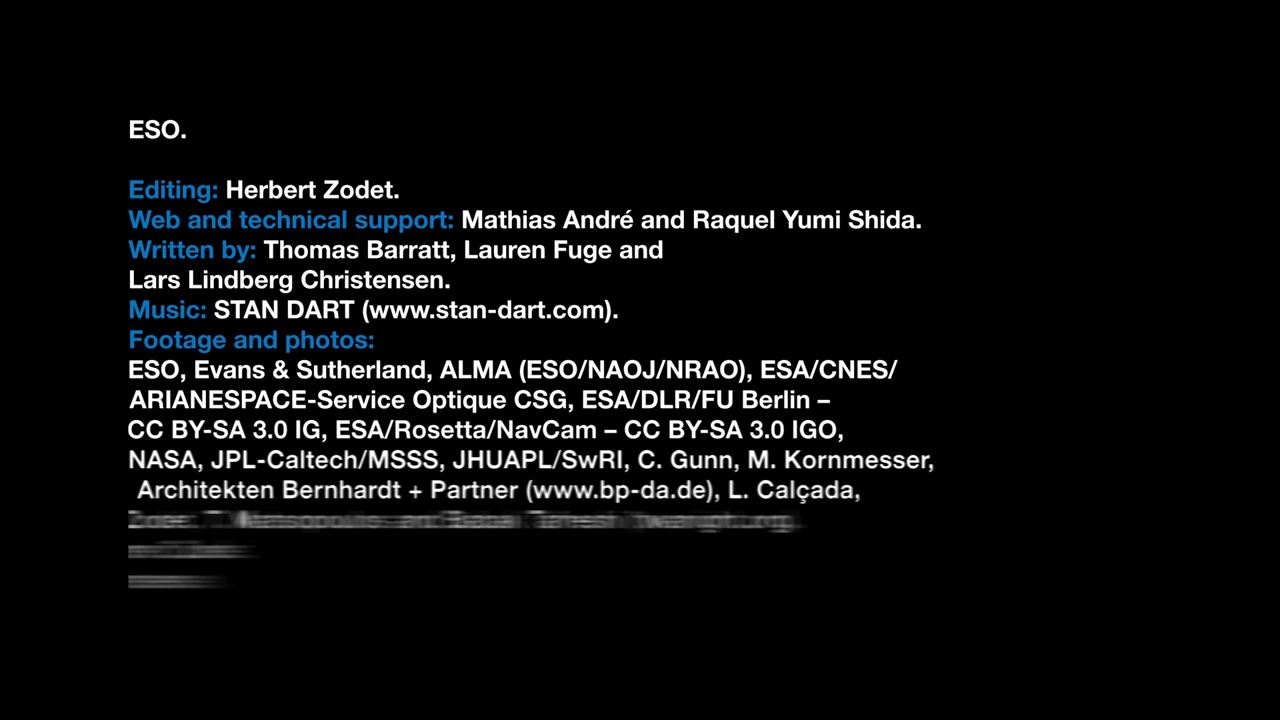 ESO.
Editing: Herbert Zodet.
Web and technical support: Mathias André and Raquel Yumi Shida.
Written by: Thomas Barratt, Lauren Fuge and
Lars Lindberg Christensen.
Music: STAN DART (www.stan-dart.com).
Footage and photos:
ESO, Evans & Sutherland, ALMA (ESO/NAOJ/NRAO), ESA/CNES/
ARIANESPACE-Service Optique CSG, ESA/DLR/FU Berlin –
CC BY-SA 3.0 IG, ESA/Rosetta/NavCam – CC BY-SA 3.0 IGO,
NASA, JPL-Caltech/MSSS, JHUAPL/SwRI, C. Gunn, M. Kornmesser,
Architekten Bernhardt + Partner (www.bp-da.de), L. Calçada,